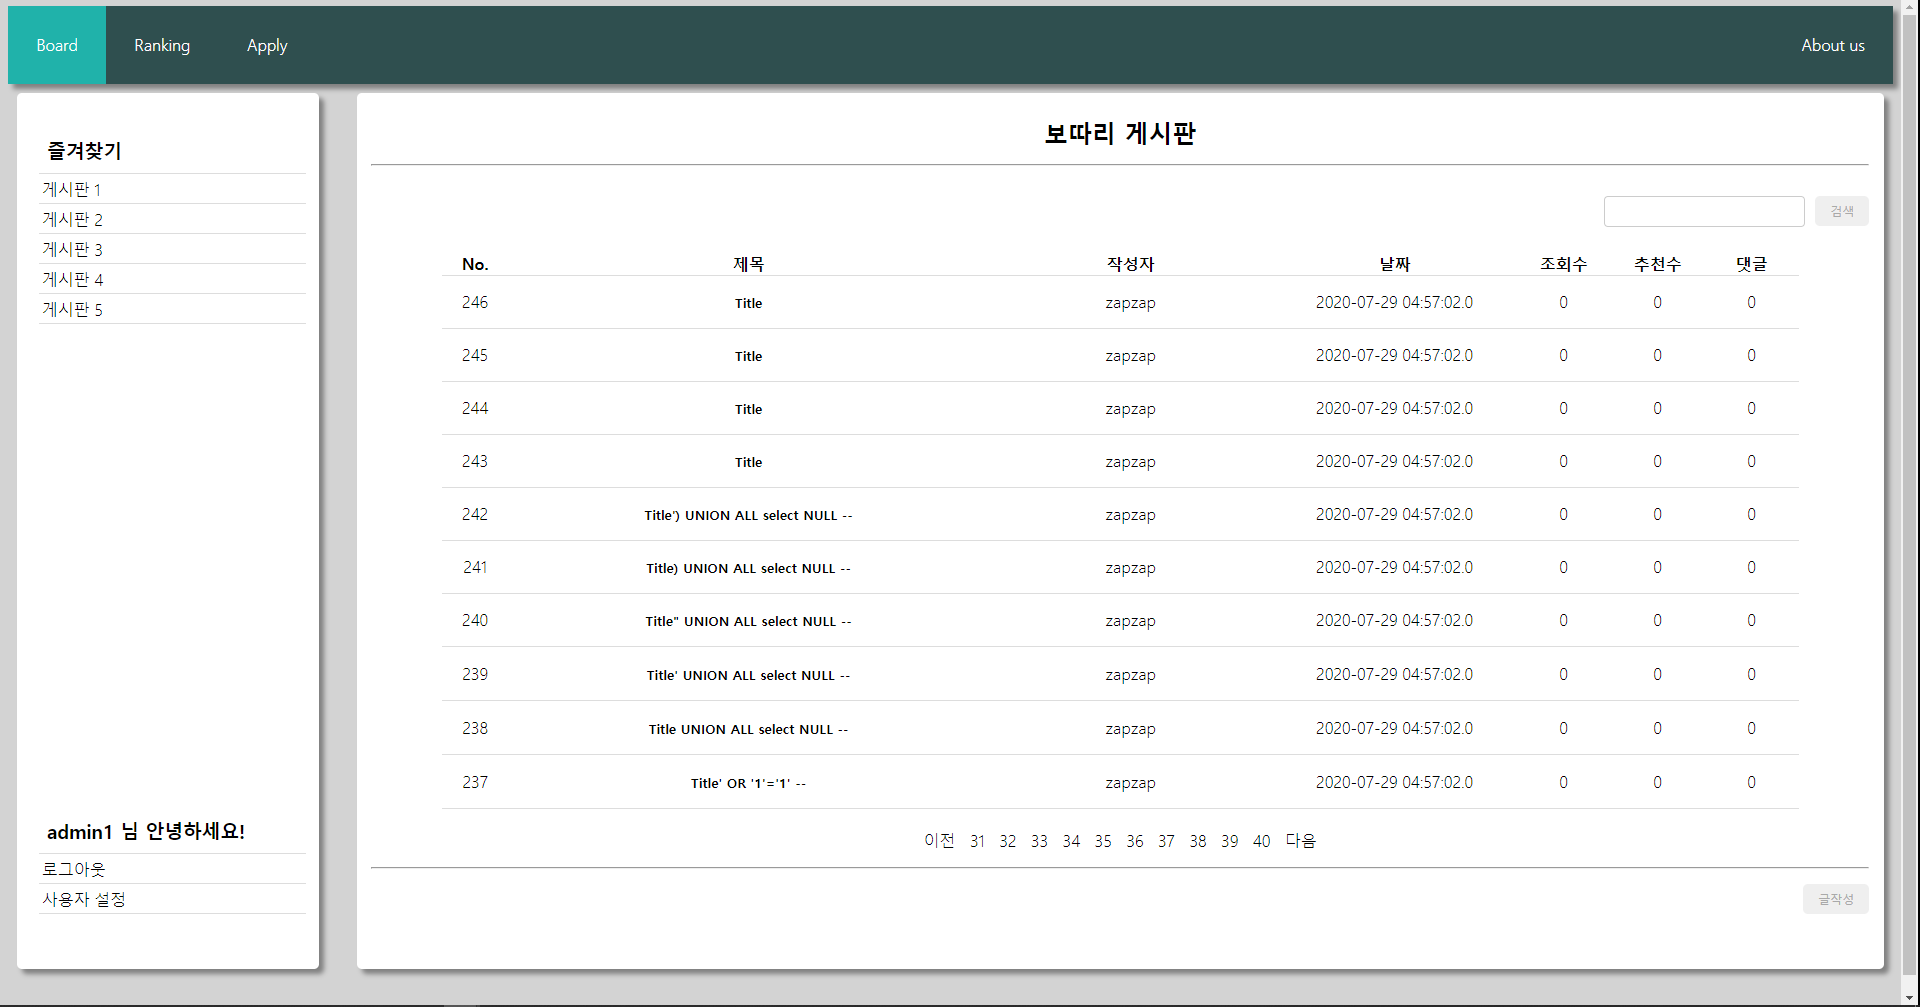 Board Ranking Apply About us
즐겨찾기
게시판 1
게시판 2
게시판 3
게시판 4
게시판 5
admin1 님 안녕하세요!
로그아웃
사용자 설정
보따리 게시판
검색
No. 제목 작성자 날짜 조회수 추천수 댓글
246 Title zapzap 2020-07-29 04:57:02.0 0 0 0
245 Title zapzap 2020-07-29 04:57:02.0 0 0 0
244 Title zapzap 2020-07-29 04:57:02.0 0 0 0
243 Title zapzap 2020-07-29 04:57:02.0 0 0 0
242 Title') UNION ALL select NULL -- zapzap 2020-07-29 04:57:02.0 0 0 0
241 Title) UNION ALL select NULL -- zapzap 2020-07-29 04:57:02.0 0 0 0
240 Title" UNION ALL select NULL -- zapzap 2020-07-29 04:57:02.0 0 0 0
239 Title' UNION ALL select NULL -- zapzap 2020-07-29 04:57:02.0 0 0 0
238 Title UNION ALL select NULL -- zapzap 2020-07-29 04:57:02.0 0 0 0
237 Title' OR '1'='1' -- zapzap 2020-07-29 04:57:02.0 0 0 0
이전 31 32 33 34 35 36 37 38 39 40 다음
글작성